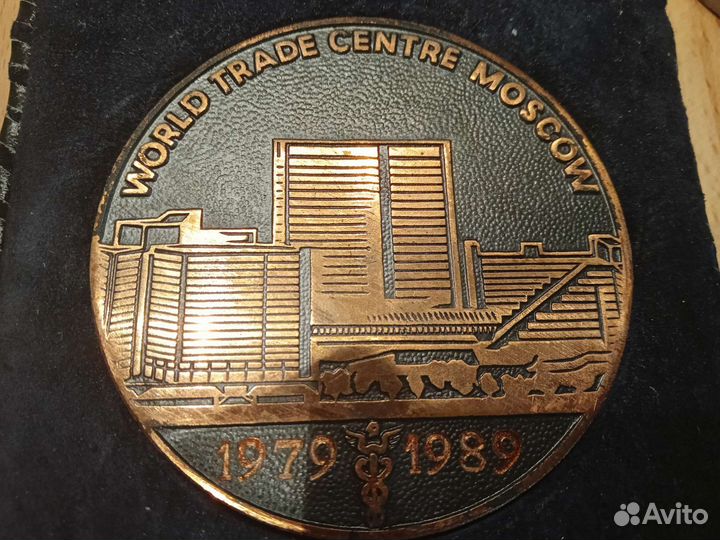 WORLD TRADE CENTRE MOSCOW
1979 1989
Avito